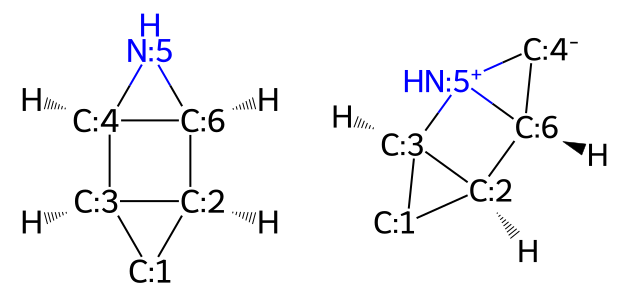 H
N:5
H C:4 C:6 H
H C:3 C:2 H
C:1
C:4⁻
HN:5⁺
H C:3 C:6 H
C:1 C:2
H